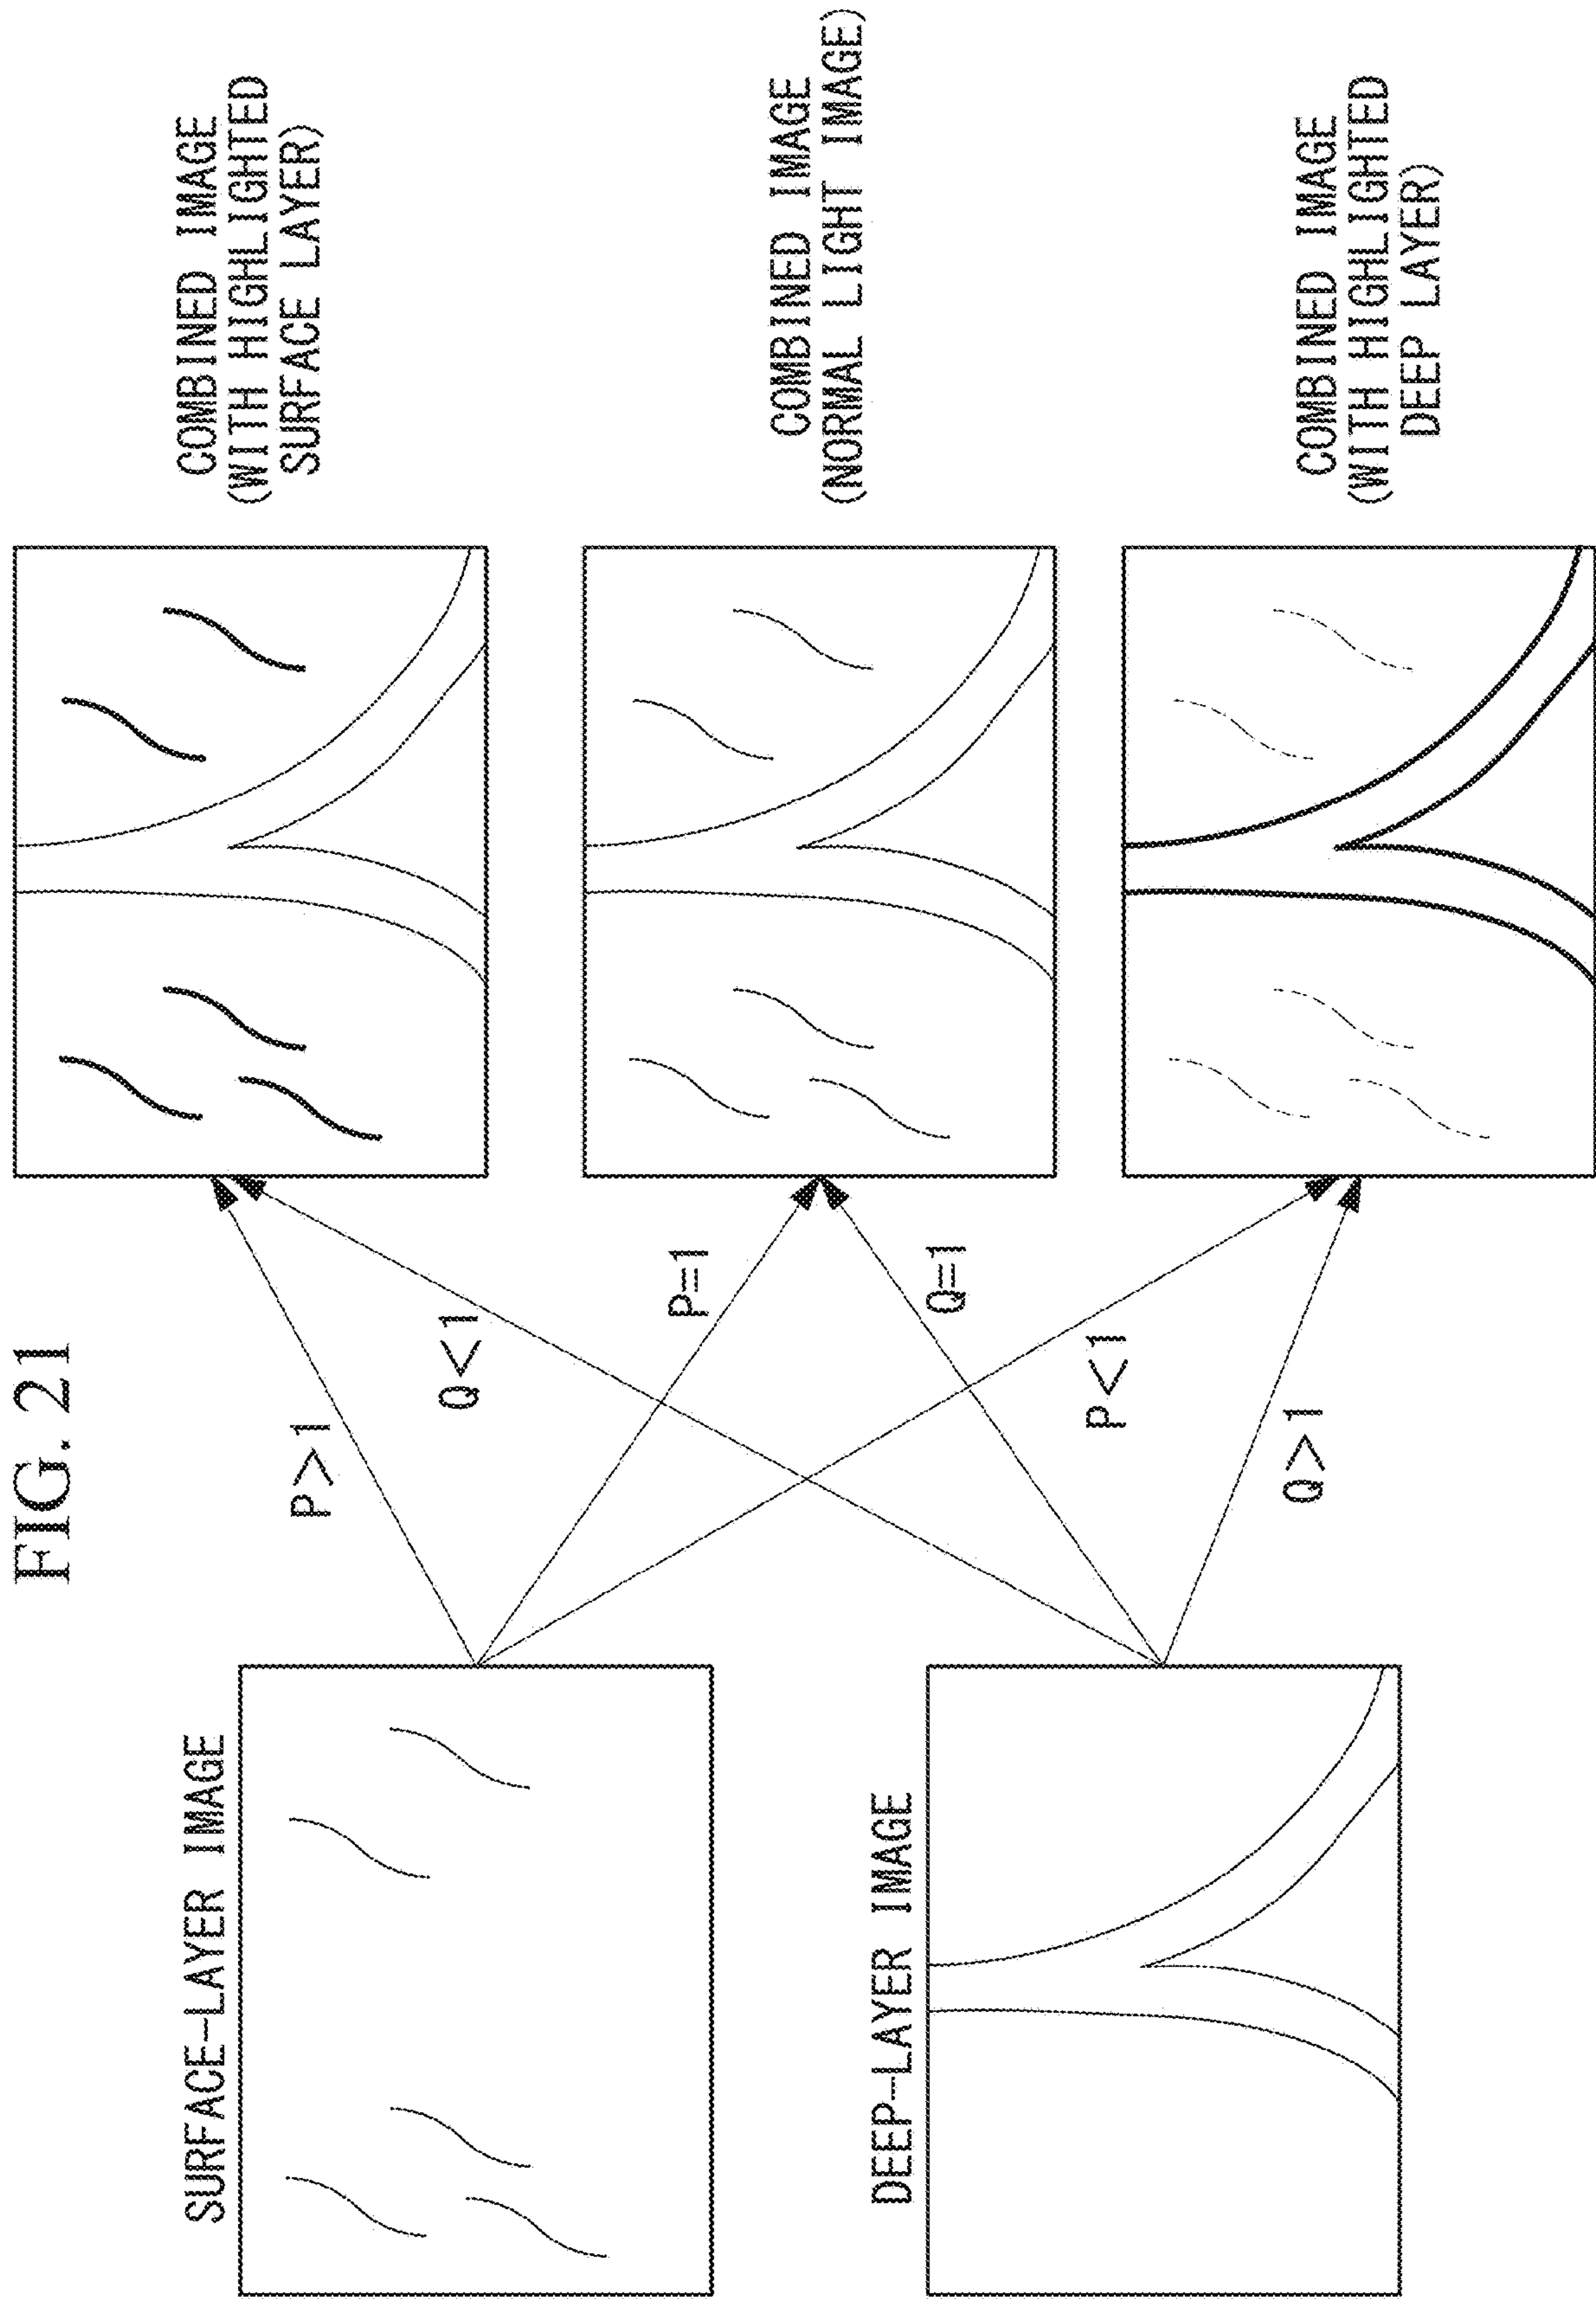 FIG. 21
SURFACE-LAYER IMAGE
DEEP-LAYER IMAGE
P>1
Q<1
P=1
Q=1
P<1
Q>1
COMBINED IMAGE
(WITH HIGHLIGHTED
SURFACE LAYER)
COMBINED IMAGE
(NORMAL LIGHT IMAGE)
COMBINED IMAGE
(WITH HIGHLIGHTED
DEEP LAYER)